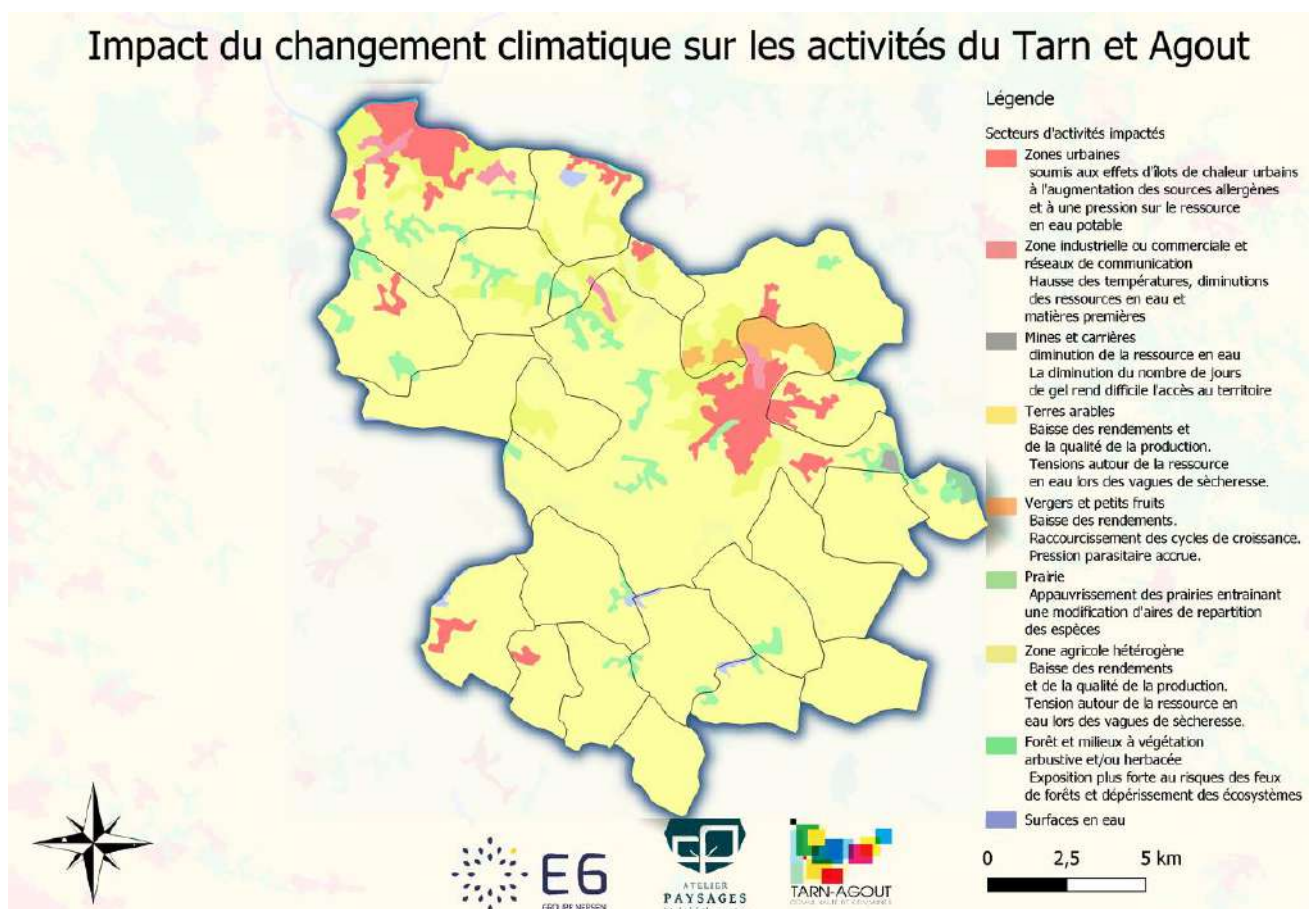 Impact du changement climatique sur les activités du Tarn et Agout
Légende
Secteurs d'activités impactés
Zones urbaines
soumis aux effets d'îlots de chaleur urbains
à l'augmentation des sources allergènes
et à une pression sur le ressource
en eau potable
Zone industrielle ou commerciale et
réseaux de communication
Hausse des températures, diminutions
des ressources en eau et
matières premières
Mines et carrières
diminution de la ressource en eau
La diminution du nombre de jours
de gel rend difficile l'accès au territoire
Terres arables
Baisse des rendements et
de la qualité de la production.
Tensions autour de la ressource
en eau lors des vagues de sècheresse.
Vergers et petits fruits
Baisse des rendements.
Raccourcissement des cycles de croissance.
Pression parasitaire accrue.
Prairie
Appauvrissement des prairies entrainant
une modification d'aires de repartition
des espèces
Zone agricole hétérogène
Baisse des rendements
et de la qualité de la production.
Tension autour de la ressource en
eau lors des vagues de sècheresse.
Forêt et milieux à végétation
arbustive et/ou herbacée
Exposition plus forte au risques des feux
de forêts et dépérissement des écosystèmes
Surfaces en eau
0 2,5 5 km
E6
ATELIER
PAYSAGES
TARN-AGOUT